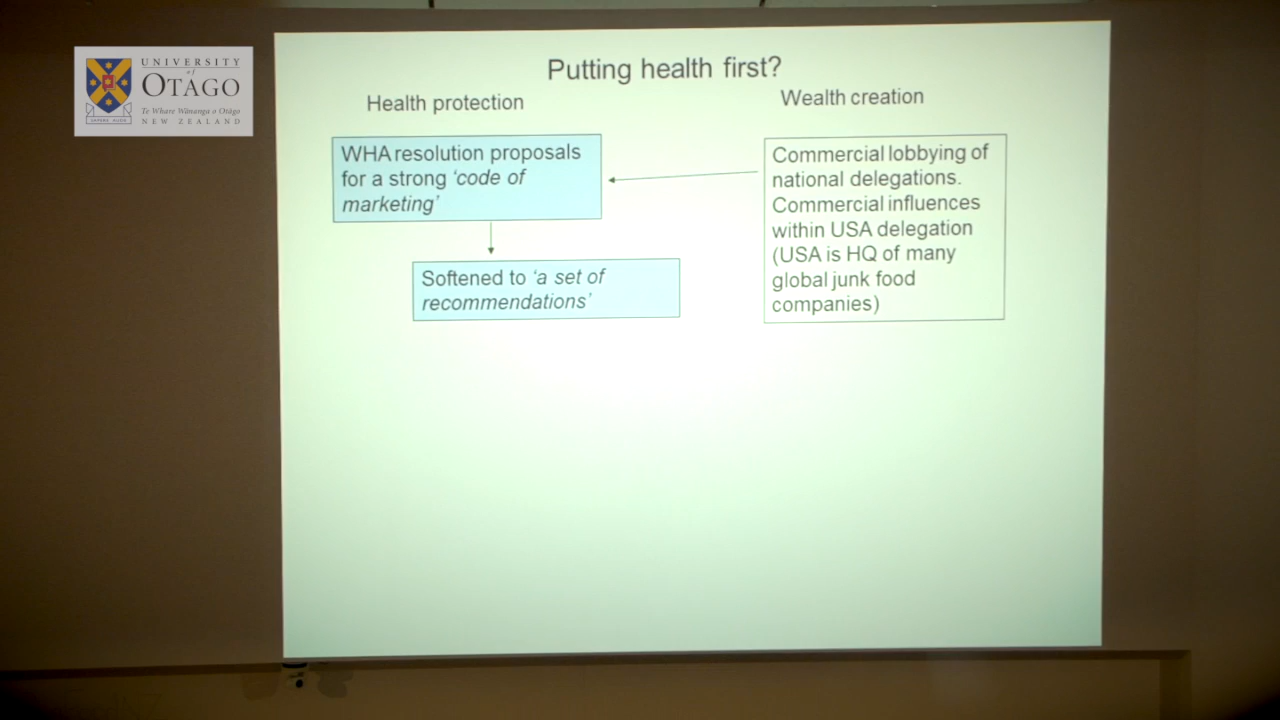 UNIVERSITY
of
OTAGO
Te Whare Wānanga o Otāgo
NEW ZEALAND
Putting health first?
Health protection
Wealth creation
WHA resolution proposals
for a strong ‘code of
marketing’
Commercial lobbying of
national delegations.
Commercial influences
within USA delegation
(USA is HQ of many
global junk food
companies)
Softened to ‘a set of
recommendations’